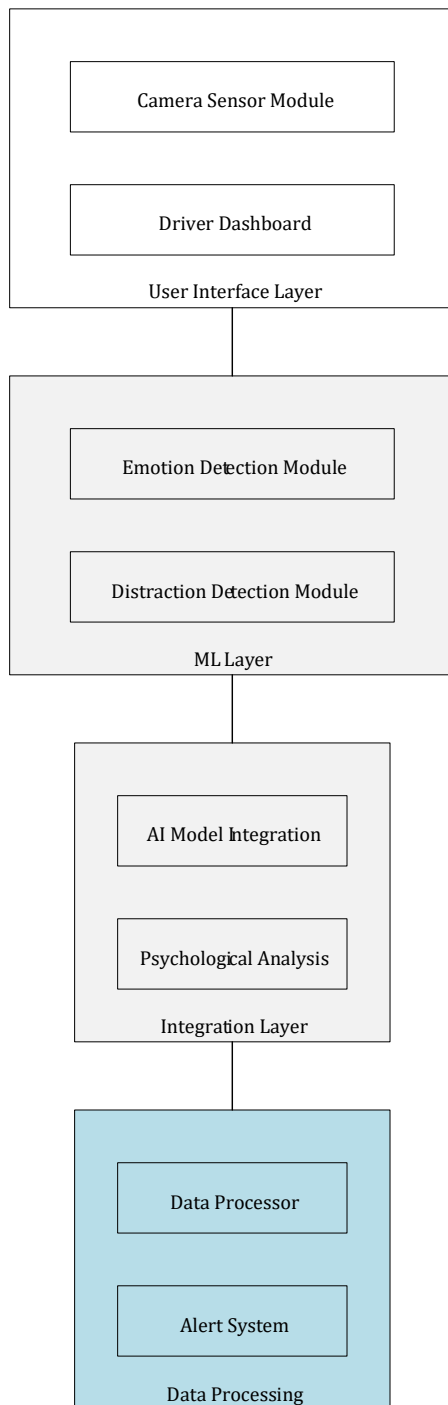 Camera Sensor Module
Driver Dashboard
User Interface Layer
Emotion Detection Module
Distraction Detection Module
ML Layer
AI Model Integration
Psychological Analysis
Integration Layer
Data Processor
Alert System
Data Processing